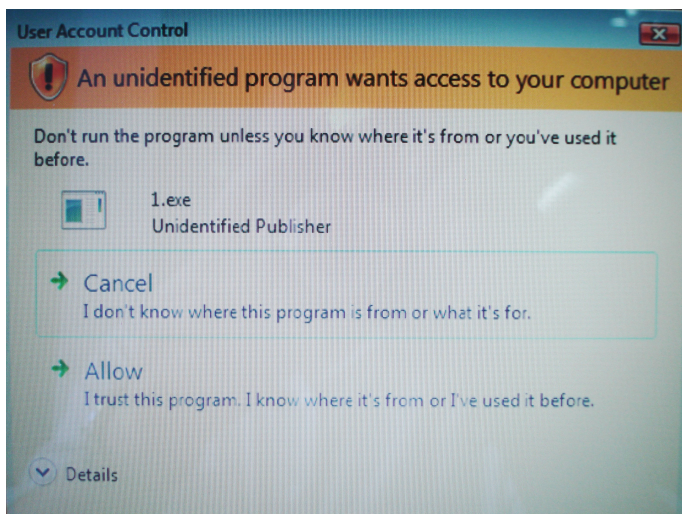 User Account Control
An unidentified program wants access to your computer
Don't run the program unless you know where it's from or you've used it
before.
1.exe
Unidentified Publisher
Cancel
I don't know where this program is from or what it's for.
Allow
I trust this program. I know where it's from or I've used it before.
Details